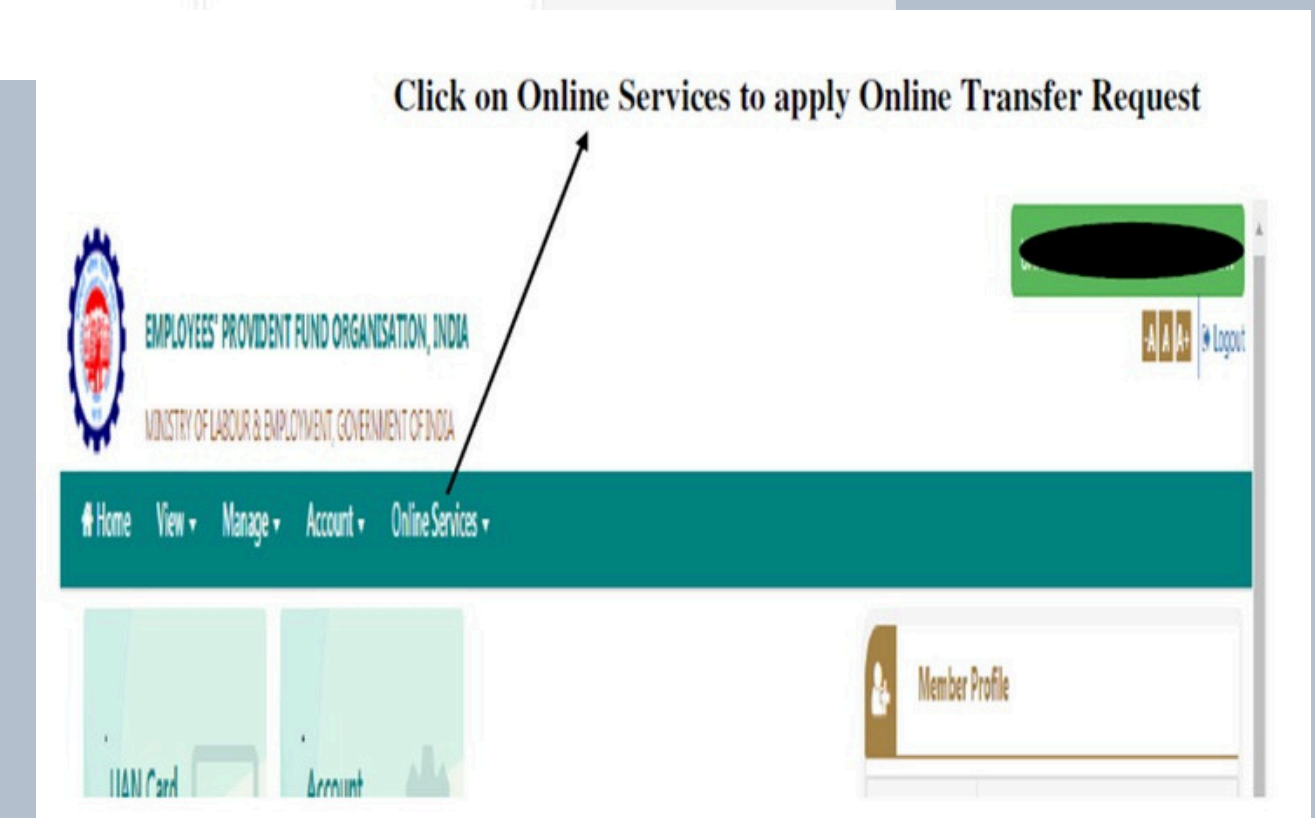 Click on Online Services to apply Online Transfer Request
EMPLOYEES' PROVIDENT FUND ORGANISATION, INDIA
MINISTRY OF LABOUR & EMPLOYMENT, GOVERNMENT OF INDIA
-A A A+ Logout
Home View Manage Account Online Services
Member Profile
UAN Card Account